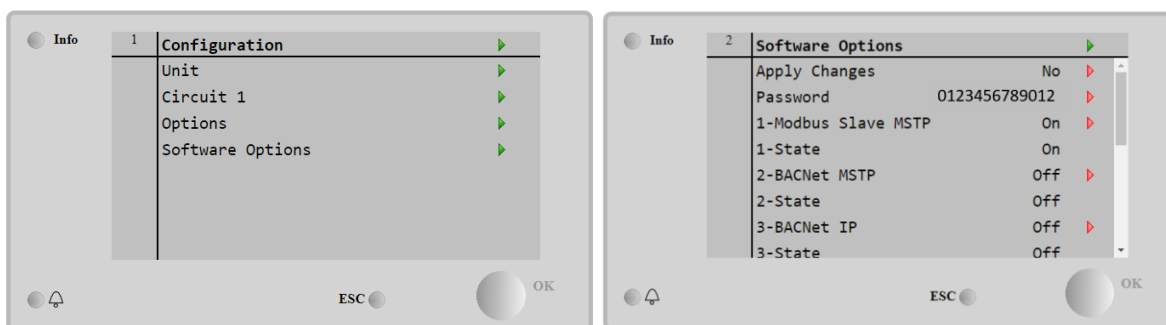 Info
1 Configuration
Unit
Circuit 1
Options
Software Options
ESC
OK
Info
2 Software Options
Apply Changes No
Password 0123456789012
1-Modbus Slave MSTP On
1-State On
2-BACNet MSTP Off
2-State Off
3-BACNet IP Off
3-State Off
ESC
OK